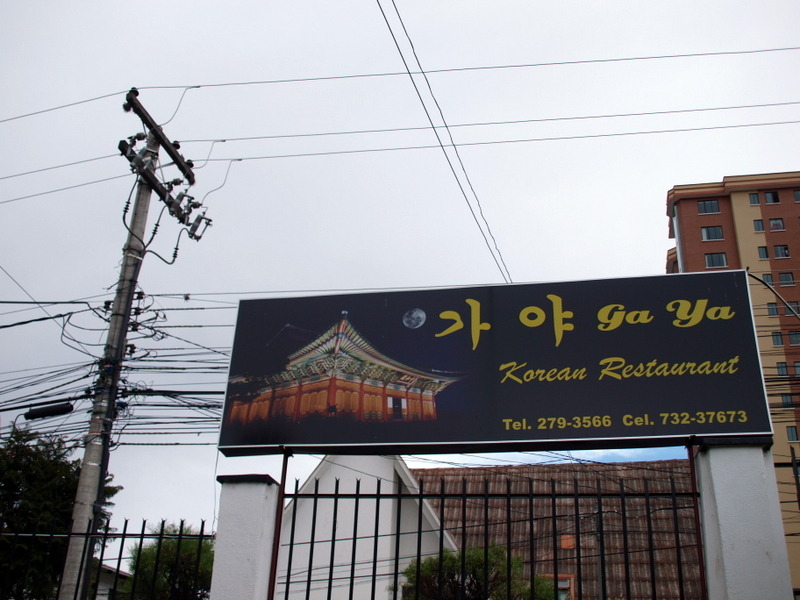 가 야 Ga Ya
Korean Restaurant
Tel. 279-3566 Cel. 732-37673